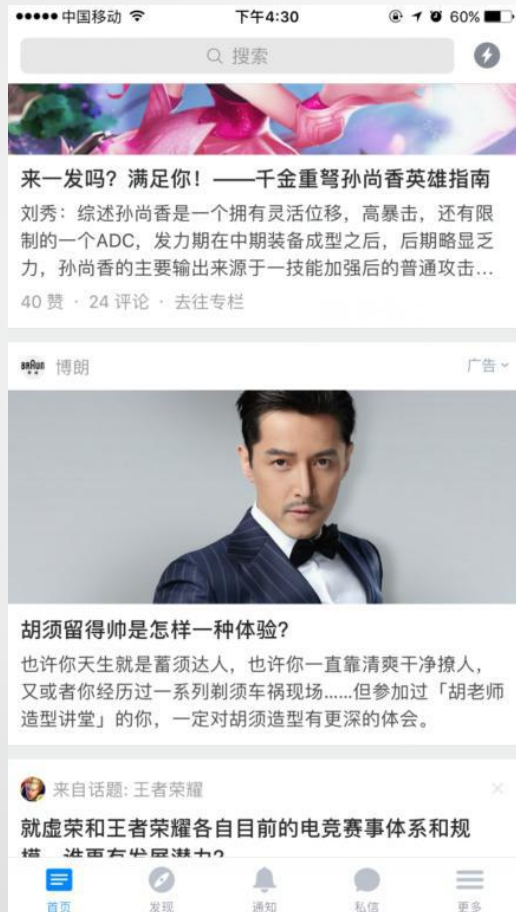 中国移动 下午4:30 60%
搜索
来一发吗？满足你！——千金重弩孙尚香英雄指南
刘秀：综述孙尚香是一个拥有灵活位移，高暴击，还有限
制的一个ADC，发力期在中期装备成型之后，后期略显乏
力，孙尚香的主要输出来源于一技能加强后的普通攻击...
40 赞 · 24 评论 · 去往专栏
BRAUN 博朗 广告
胡须留得帅是怎样一种体验？
也许你天生就是蓄须达人，也许你一直靠清爽干净撩人，
又或者你经历过一系列剃须车祸现场......但参加过「胡老师
造型讲堂」的你，一定对胡须造型有更深的体会。
来自话题: 王者荣耀
就虚荣和王者荣耀各自目前的电竞赛事体系和规
模，谁更有发展潜力？
首页 发现 通知 私信 更多